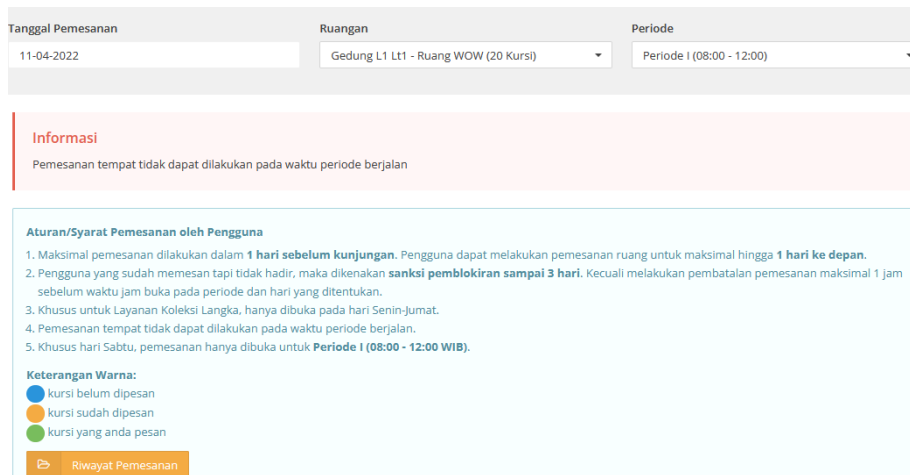 Tanggal Pemesanan
Ruangan
Periode
11-04-2022
Gedung L1 Lt1 - Ruang WOW (20 Kursi)
Periode I (08:00 - 12:00)
Informasi
Pemesanan tempat tidak dapat dilakukan pada waktu periode berjalan
Aturan/Syarat Pemesanan oleh Pengguna
1. Maksimal pemesanan dilakukan dalam 1 hari sebelum kunjungan. Pengguna dapat melakukan pemesanan ruang untuk maksimal hingga 1 hari ke depan.
2. Pengguna yang sudah memesan tapi tidak hadir, maka dikenakan sanksi pemblokiran sampai 3 hari. Kecuali melakukan pembatalan pemesanan maksimal 1 jam
sebelum waktu jam buka pada periode dan hari yang ditentukan.
3. Khusus untuk Layanan Koleksi Langka, hanya dibuka pada hari Senin-Jumat.
4. Pemesanan tempat tidak dapat dilakukan pada waktu periode berjalan.
5. Khusus hari Sabtu, pemesanan hanya dibuka untuk Periode I (08:00 - 12:00 WIB).
Keterangan Warna:
kursi belum dipesan
kursi sudah dipesan
kursi yang anda pesan
Riwayat Pemesanan